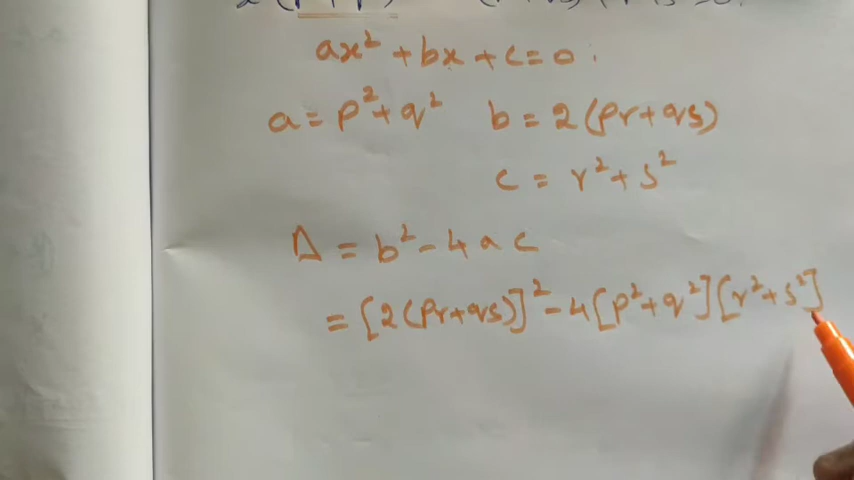 ax² + bx + c = 0.
a = p² + q² b = 2(pr+qs)
c = r² + s²
Δ = b² - 4ac
= [2(pr+qs)]² - 4[p²+q²][r²+s²]